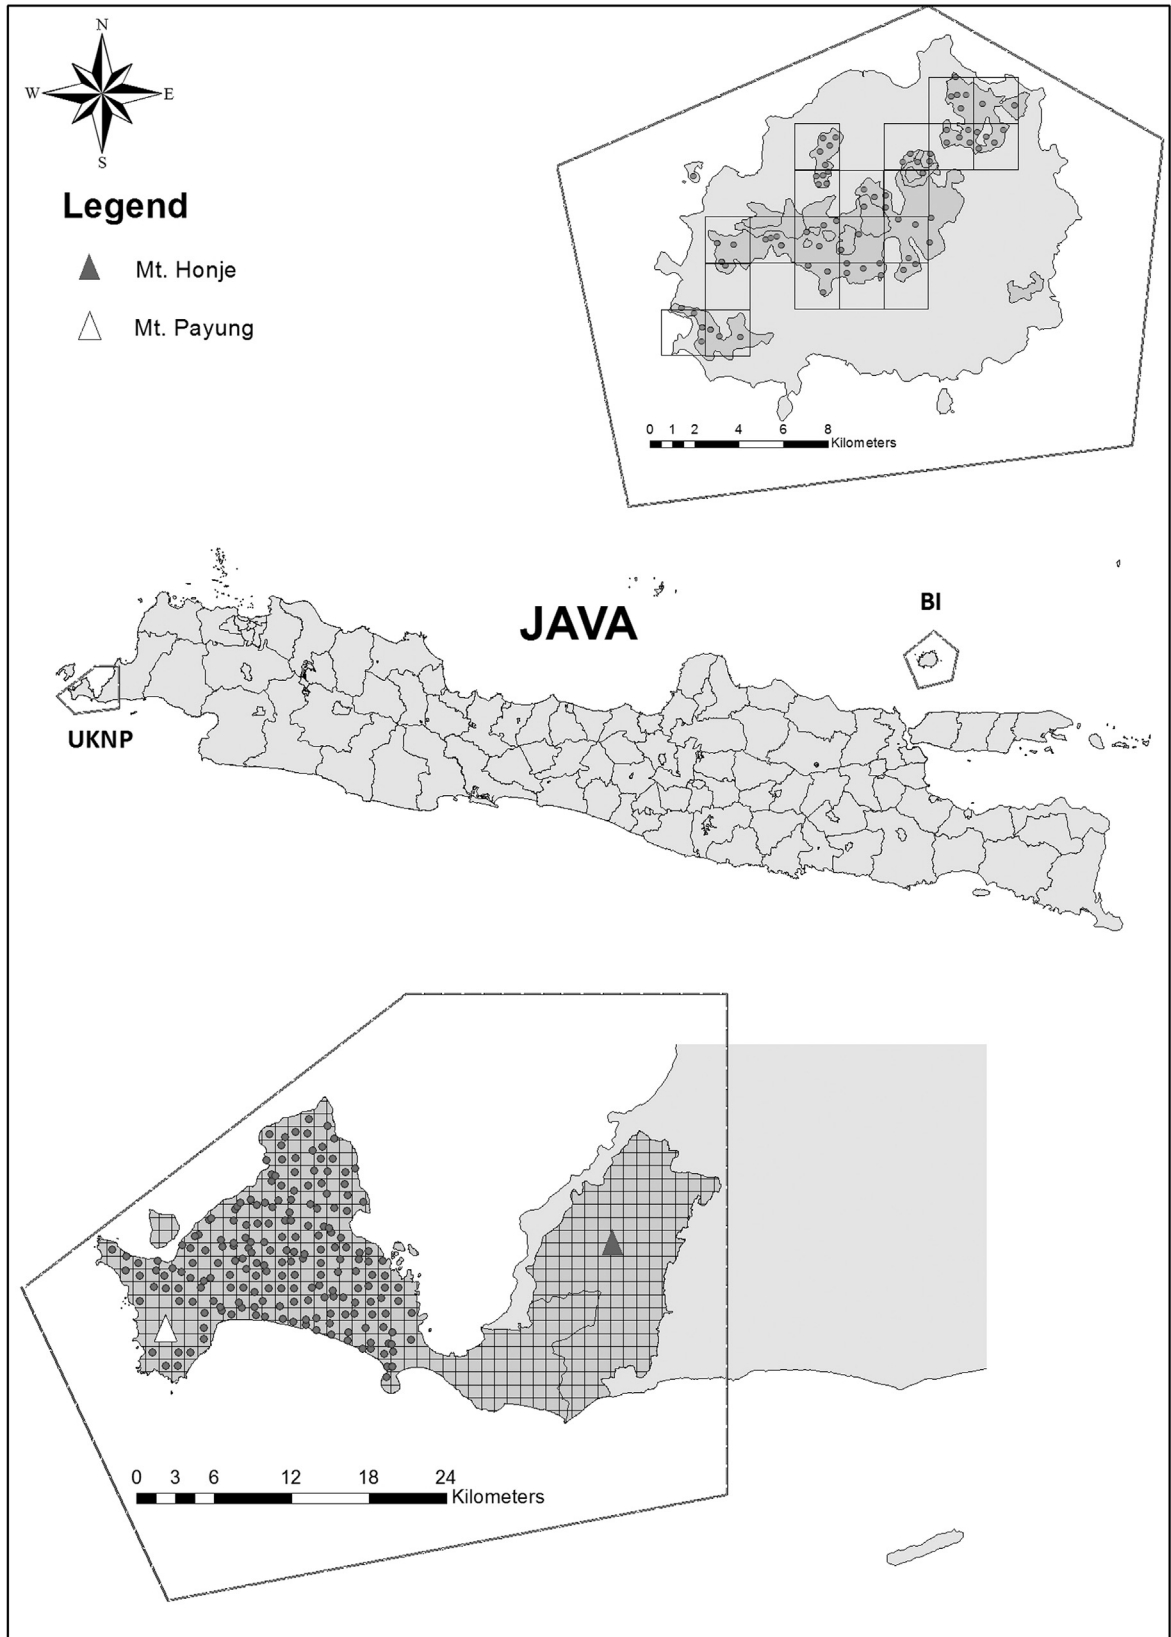 N
W E
S
Legend
Mt. Honje
Mt. Payung
0 1 2 4 6 8
Kilometers
JAVA
BI
UKNP
0 3 6 12 18 24
Kilometers